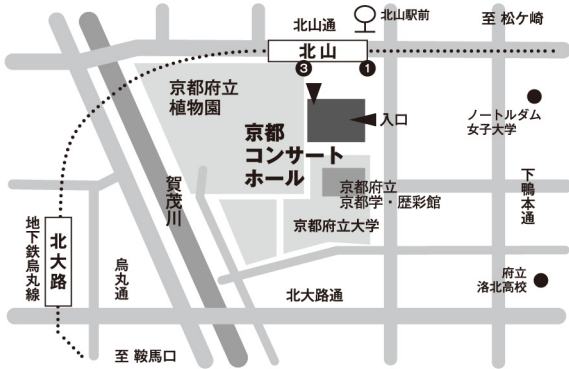 北山駅前
北山通
至 松ケ崎
北山
3
1
京都府立
植物園
入口
ノートルダム
女子大学
京都
コンサート
ホール
京都府立
京都学・歴彩館
下鴨本通
賀茂川
京都府立大学
地下鉄烏丸線
北大路
烏丸通
北大路通
府立
洛北高校
至 鞍馬口